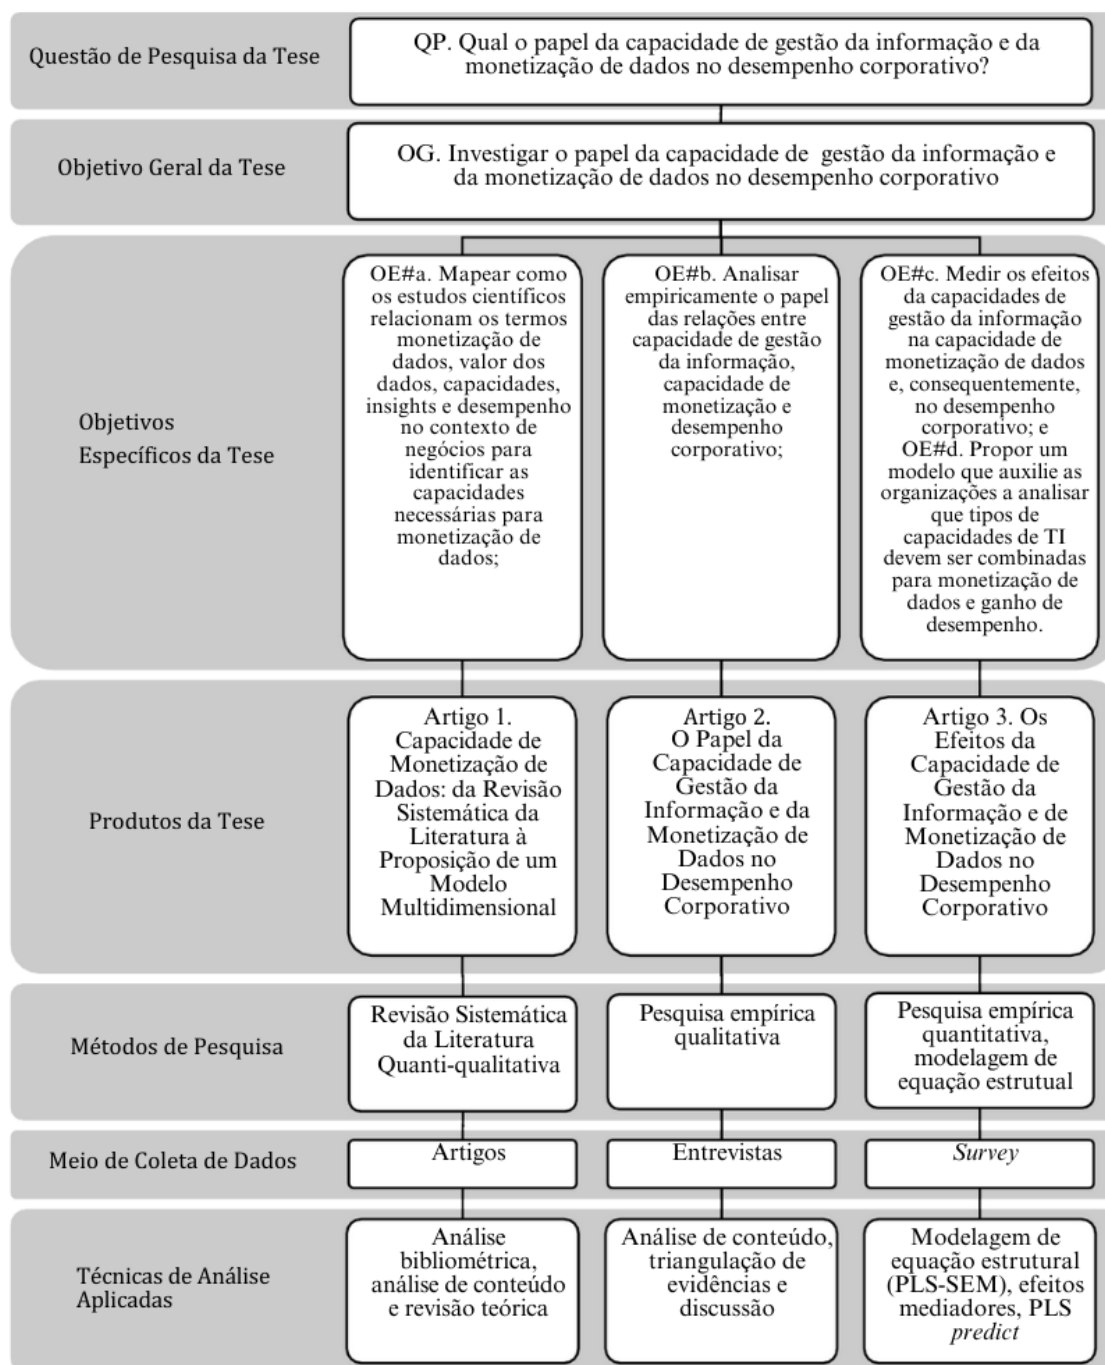 Questão de Pesquisa da Tese
QP. Qual o papel da capacidade de gestão da informação e da
monetização de dados no desempenho corporativo?
Objetivo Geral da Tese
OG. Investigar o papel da capacidade de gestão da informação e
da monetização de dados no desempenho corporativo
Objetivos
Específicos da Tese
OE#a. Mapear como
os estudos científicos
relacionam os termos
monetização de
dados, valor dos
dados, capacidades,
insights e desempenho
no contexto de
negócios para
identificar as
capacidades
necessárias para
monetização de
dados;
OE#b. Analisar
empiricamente o papel
das relações entre
capacidade de gestão
da informação,
capacidade de
monetização e
desempenho
corporativo;
OE#c. Medir os efeitos
da capacidades de
gestão da informação
na capacidade de
monetização de dados
e, consequentemente,
no desempenho
corporativo; e
OE#d. Propor um
modelo que auxilie as
organizações a analisar
que tipos de
capacidades de TI
devem ser combinadas
para monetização de
dados e ganho de
desempenho.
Produtos da Tese
Artigo 1.
Capacidade de
Monetização de
Dados: da Revisão
Sistemática da
Literatura à
Proposição de um
Modelo
Multidimensional
Artigo 2.
O Papel da
Capacidade de
Gestão da
Informação e da
Monetização de
Dados no
Desempenho
Corporativo
Artigo 3. Os
Efeitos da
Capacidade de
Gestão da
Informação e de
Monetização de
Dados no
Desempenho
Corporativo
Métodos de Pesquisa
Revisão Sistemática
da Literatura
Quanti-qualitativa
Pesquisa empírica
qualitativa
Pesquisa empírica
quantitativa,
modelagem de
equação estrutual
Meio de Coleta de Dados
Artigos
Entrevistas
Survey
Técnicas de Análise
Aplicadas
Análise
bibliométrica,
análise de conteúdo
e revisão teórica
Análise de conteúdo,
triangulação de
evidências e
discussão
Modelagem de
equação estrutural
(PLS-SEM), efeitos
mediadores, PLS
predict